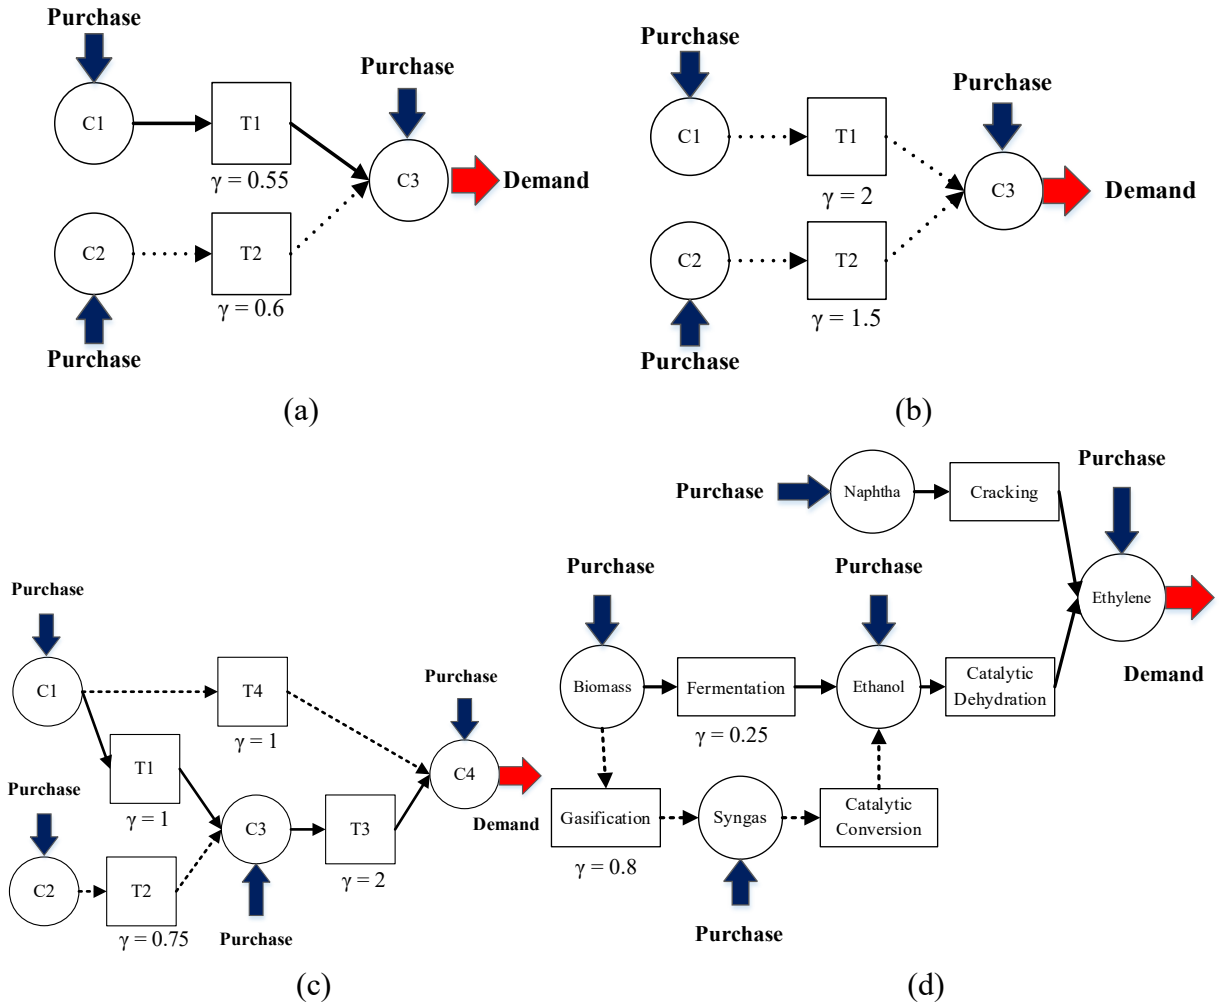 Purchase
Purchase
C1
T1
γ = 0.55
C3
Demand
C2
T2
γ = 0.6
Purchase
(a)
Purchase
Purchase
C1
T1
γ = 2
C3
Demand
C2
T2
γ = 1.5
Purchase
(b)
Purchase
C1
T4
γ = 1
Purchase
T1
γ = 1
C4
Demand
Purchase
C3
T3
γ = 2
C2
T2
γ = 0.75
Purchase
(c)
Purchase
Purchase
Naphtha
Cracking
Ethylene
Demand
Purchase
Purchase
Biomass
Fermentation
γ = 0.25
Ethanol
Catalytic
Dehydration
Gasification
γ = 0.8
Syngas
Catalytic
Conversion
Purchase
(d)